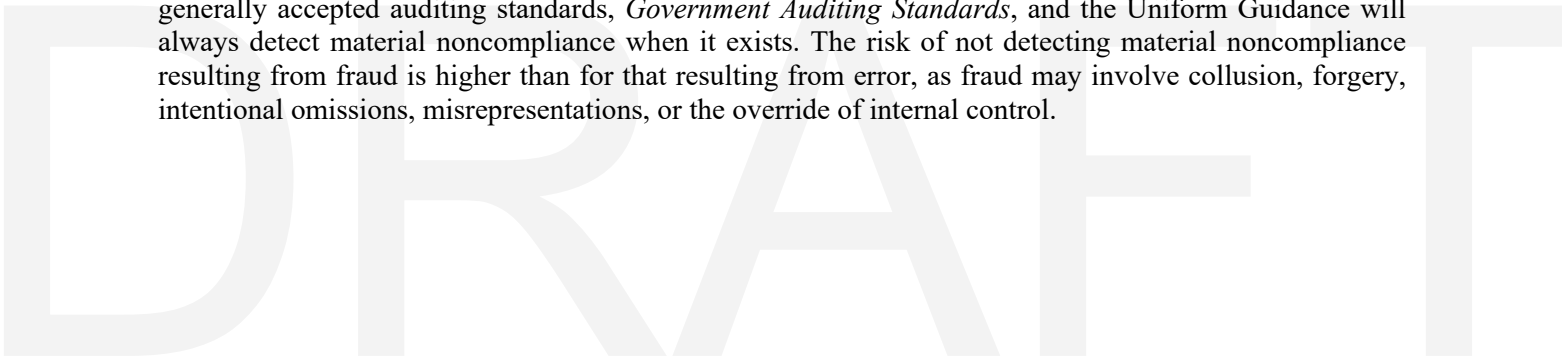 generally accepted auditing standards, Government Auditing Standards, and the Uniform Guidance will
always detect material noncompliance when it exists. The risk of not detecting material noncompliance
resulting from fraud is higher than for that resulting from error, as fraud may involve collusion, forgery,
intentional omissions, misrepresentations, or the override of internal control.
DRAFT